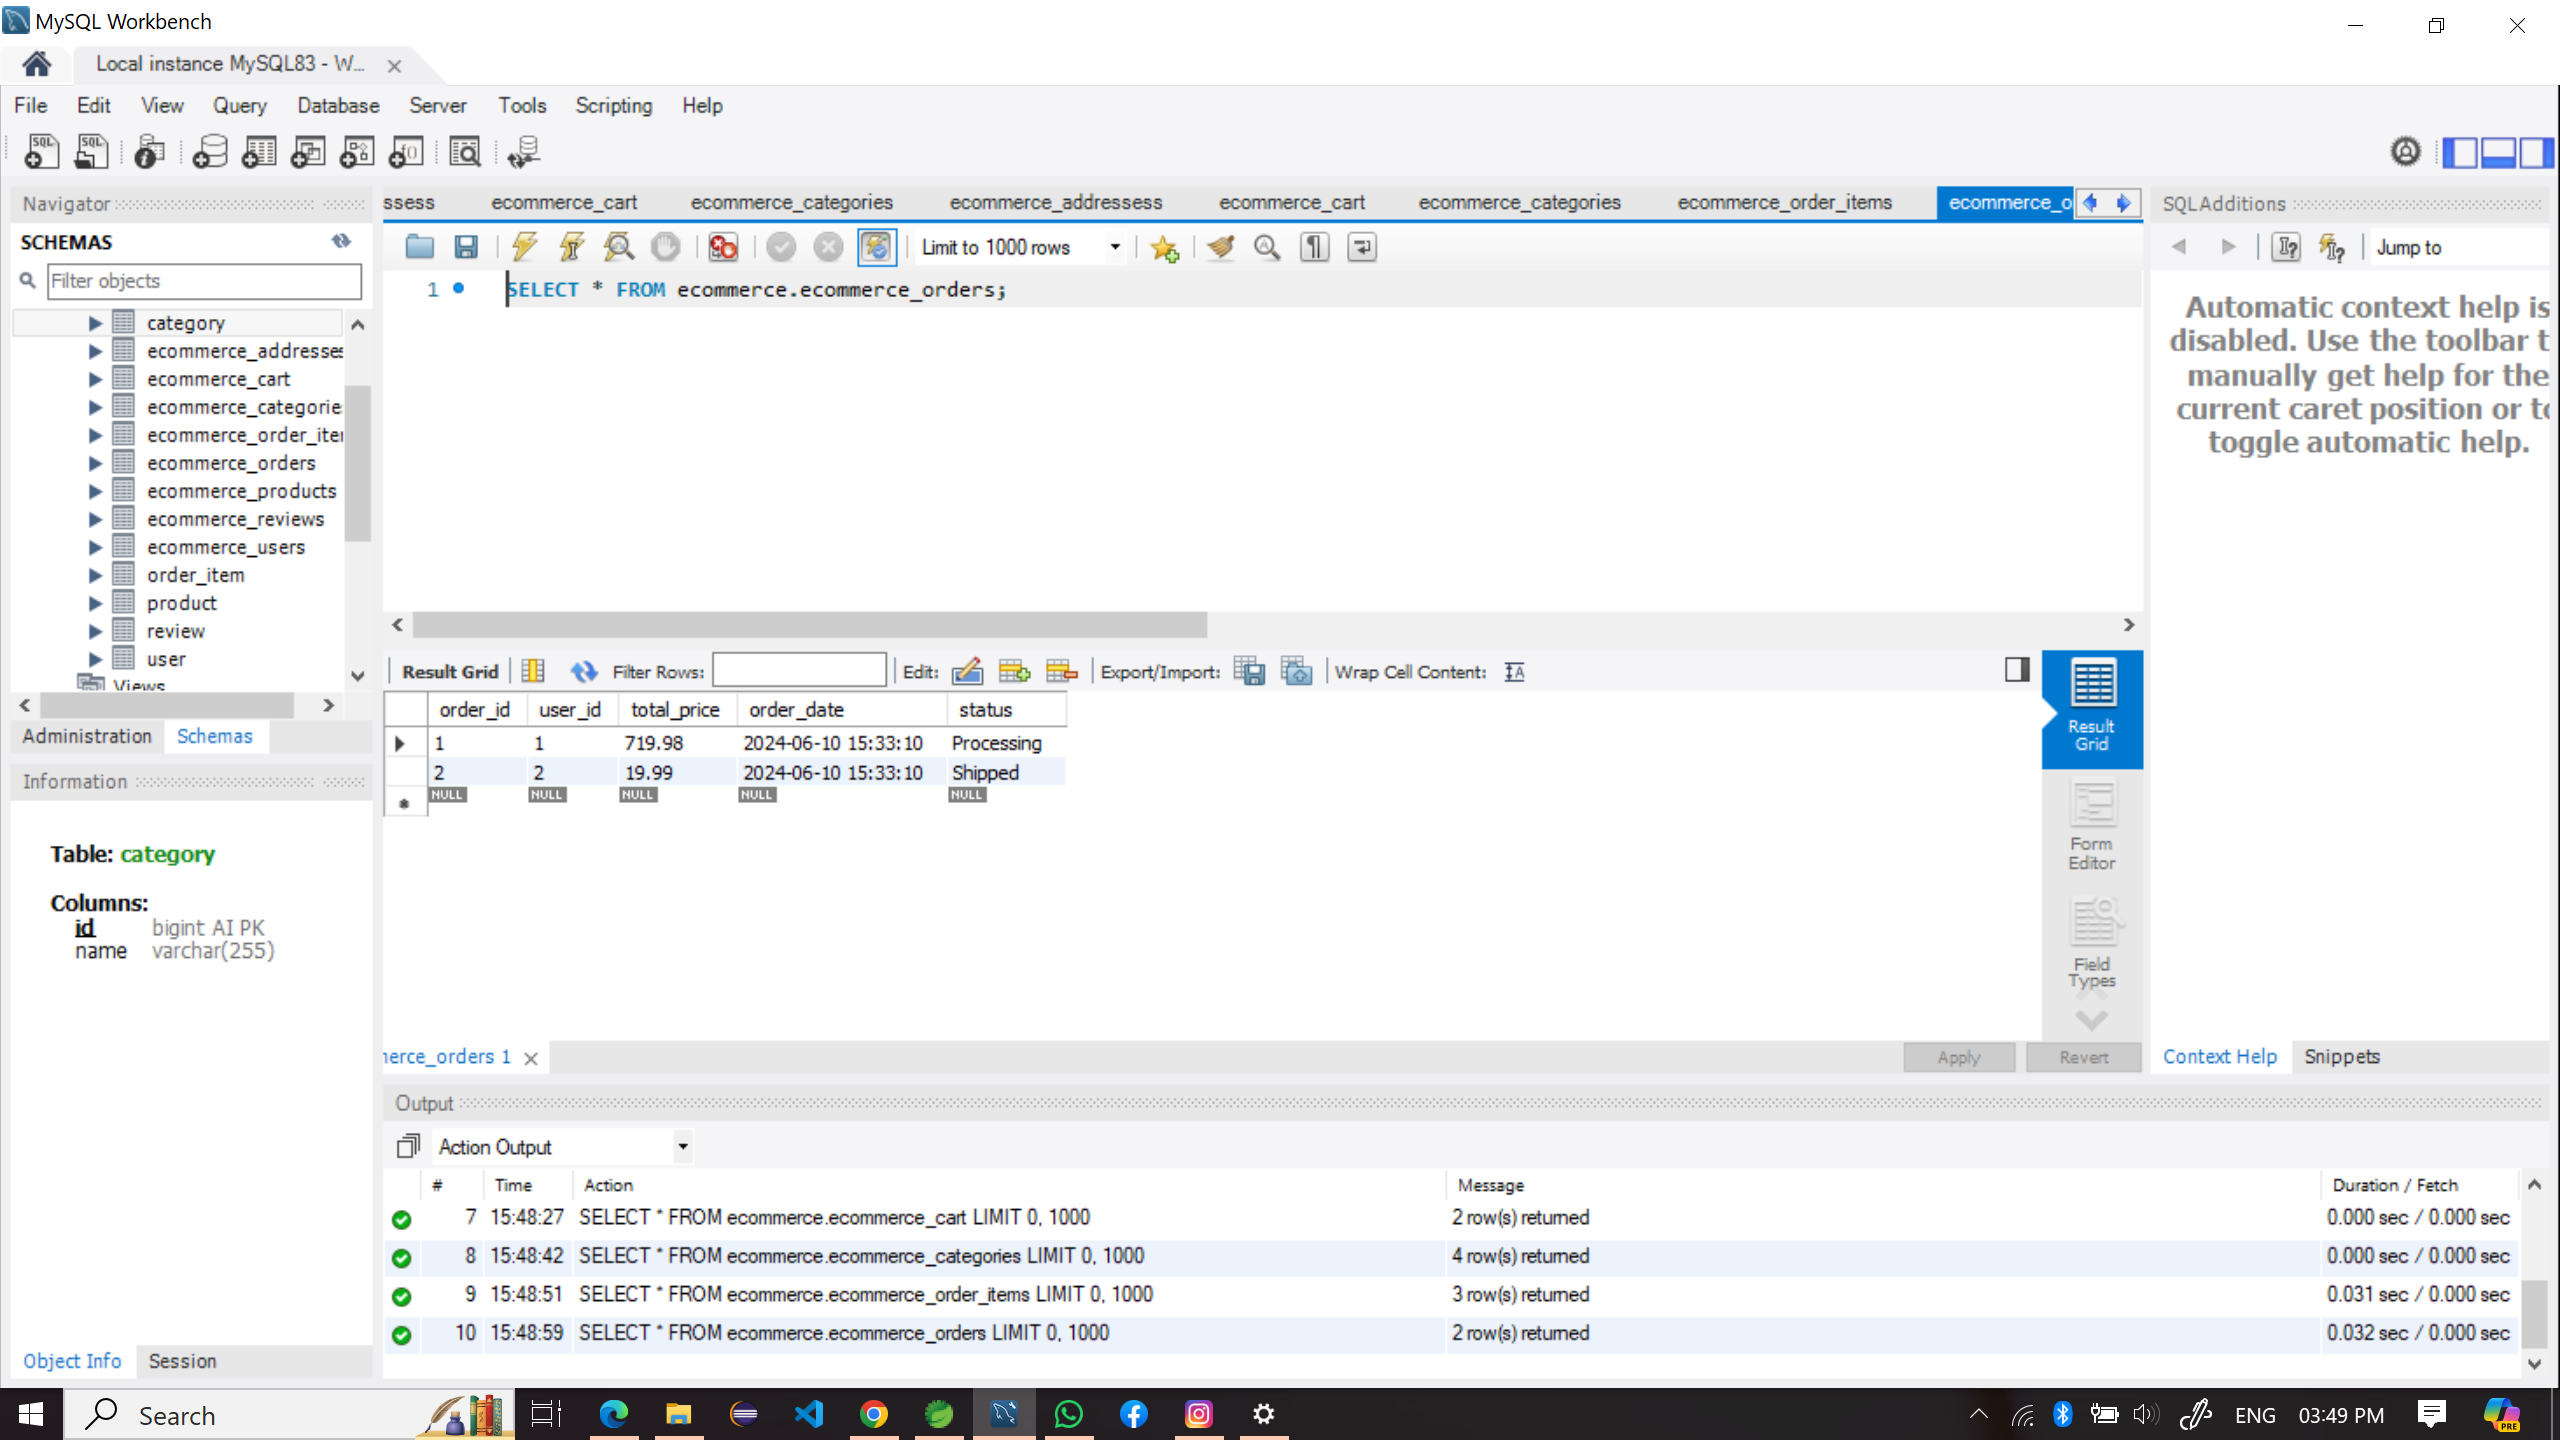 MySQL Workbench
Local instance MySQL83 - W...
File Edit View Query Database Server Tools Scripting Help
Navigator
SCHEMAS
Filter objects
category
ecommerce_addresses
ecommerce_cart
ecommerce_categorie
ecommerce_order_iter
ecommerce_orders
ecommerce_products
ecommerce_reviews
ecommerce_users
order_item
product
review
user
Views
Administration Schemas
Information
Table: category
Columns:
id bigint AI PK
name varchar(255)
Object Info Session
ssess ecommerce_cart ecommerce_categories ecommerce_addressess ecommerce_cart ecommerce_categories ecommerce_order_items ecommerce_o
Limit to 1000 rows
1 SELECT * FROM ecommerce.ecommerce_orders;
Result Grid Filter Rows: Edit: Export/Import: Wrap Cell Content:
order_id user_id total_price order_date status
1 1 719.98 2024-06-10 15:33:10 Processing
2 2 19.99 2024-06-10 15:33:10 Shipped
NULL NULL NULL NULL NULL
Result
Grid
Form
Editor
Field
Types
merce_orders 1
Apply Revert
SQLAdditions
Jump to
Automatic context help is
disabled. Use the toolbar t
manually get help for the
current caret position or to
toggle automatic help.
Context Help Snippets
Output
Action Output
# Time Action Message Duration / Fetch
7 15:48:27 SELECT * FROM ecommerce.ecommerce_cart LIMIT 0, 1000 2 row(s) returned 0.000 sec / 0.000 sec
8 15:48:42 SELECT * FROM ecommerce.ecommerce_categories LIMIT 0, 1000 4 row(s) returned 0.000 sec / 0.000 sec
9 15:48:51 SELECT * FROM ecommerce.ecommerce_order_items LIMIT 0, 1000 3 row(s) returned 0.031 sec / 0.000 sec
10 15:48:59 SELECT * FROM ecommerce.ecommerce_orders LIMIT 0, 1000 2 row(s) returned 0.032 sec / 0.000 sec
Search
ENG 03:49 PM
PRE